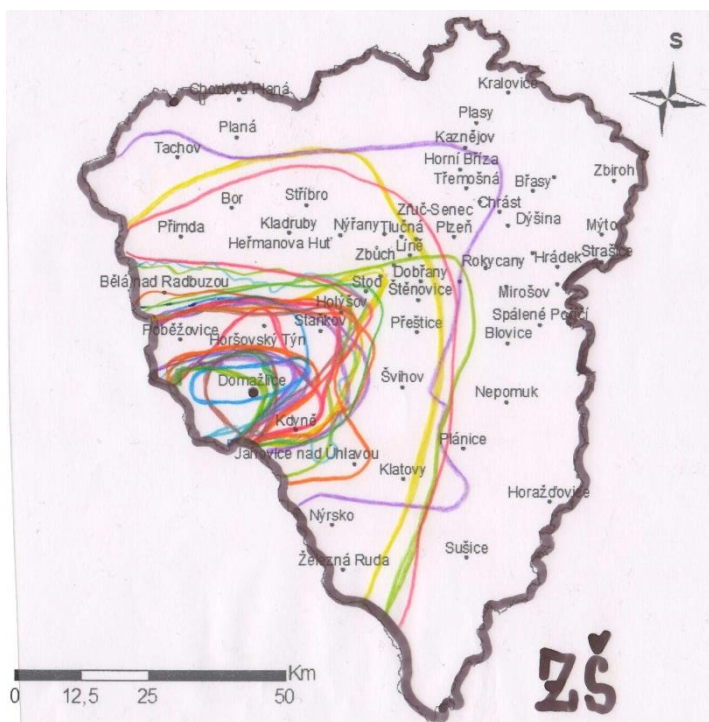 S
Chodová Planá
Kralovice
Planá
Plasy
Kaznějov
Tachov
Horní Bříza
Třemošná
Břasy
Zbiroh
Bor
Stříbro
Zruč-Senec
Chrást
Přimda
Kladruby
Nýřany
Tlučná
Plzeň
Dýšina
Mýto
Heřmanova Huť
Zbůch
Líně
Strašice
Bělá nad Radbuzou
Stod
Dobřany
Rokycany
Hrádek
Štěnovice
Mirošov
Holýšov
Poběžovice
Staňkov
Přeštice
Spálené Poříčí
Horšovský Týn
Blovice
Domažlice
Švihov
Nepomuk
Kdyně
Janovice nad Úhlavou
Plánice
Klatovy
Horažďovice
Nýrsko
Železná Ruda
Sušice
Km
0 12,5 25 50
ZŠ